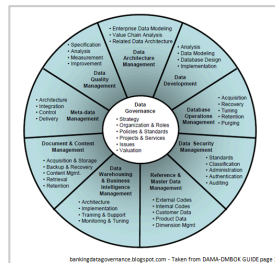 • Enterprise Data Modeling
• Value Chain Analysis
• Related Data Architecture
Data
Architecture
Management
• Analysis
• Data Modeling
• Database Design
• Implementation
Data
Development
• Acquisition
• Recovery
• Tuning
• Retention
• Purging
Database
Operations
Management
• Standards
• Classification
• Administration
• Authentication
• Auditing
Data Security
Management
Reference &
Master Data
Management
• External Codes
• Internal Codes
• Customer Data
• Product Data
• Dimension Mgmt
Data
Warehousing
& Business
Intelligence
Management
• Architecture
• Implementation
• Training & Support
• Monitoring & Tuning
Document & Content
Management
• Acquisition & Storage
• Backup & Recovery
• Content Mgmt.
• Retrieval
• Retention
Meta-data
Management
• Architecture
• Integration
• Control
• Delivery
• Specification
• Analysis
• Measurement
• Improvement
Data
Quality
Management
Data
Governance
• Strategy
• Organization & Roles
• Policies & Standards
• Projects & Services
• Issues
• Valuation
bankingdatagovernance.blogspot.com - Taken from DAMA-DMBOK GUIDE page